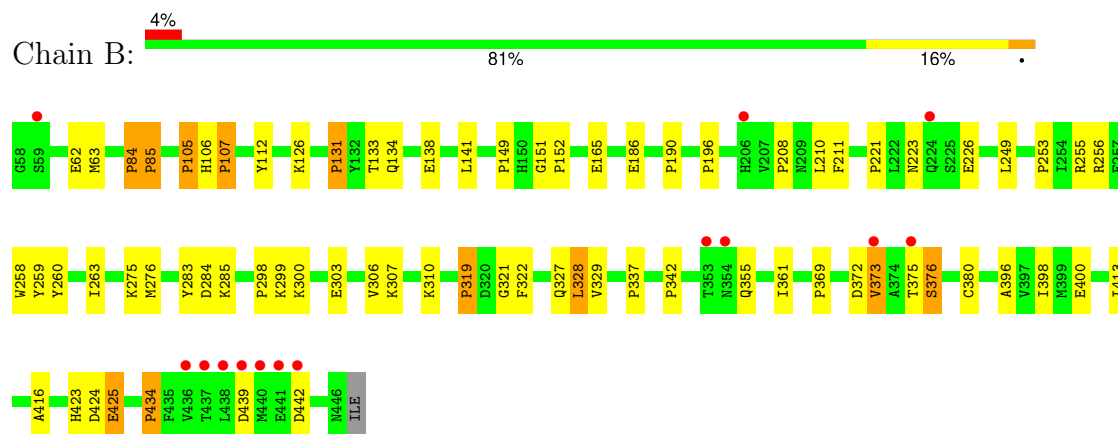 4%
Chain B:
81% 16% •
G58 S59 E62 M63 P84 P85 P105 H106 P107 Y112 K126 P131 Y132 T133 Q134 E138 L141 P149 H150 G151 P152 E165 E186 P190 P196 H206 V207 P208 N209 L210 F211 P221 L222 N223 Q224 S225 E226 L249 P253 I254 R255 R256 E257
W258 Y259 Y260 I263 K275 M276 Y283 D284 K285 P298 K299 K300 E303 V306 K307 K310 P319 D320 G321 F322 Q327 L328 V329 P337 P342 T353 N354 Q355 I361 P369 D372 V373 A374 T375 S376 C380 A396 V397 I398 M399 E400 I413
A416 H423 D424 E425 P434 F435 V436 T437 L438 D439 M440 E441 D442 N446 ILE